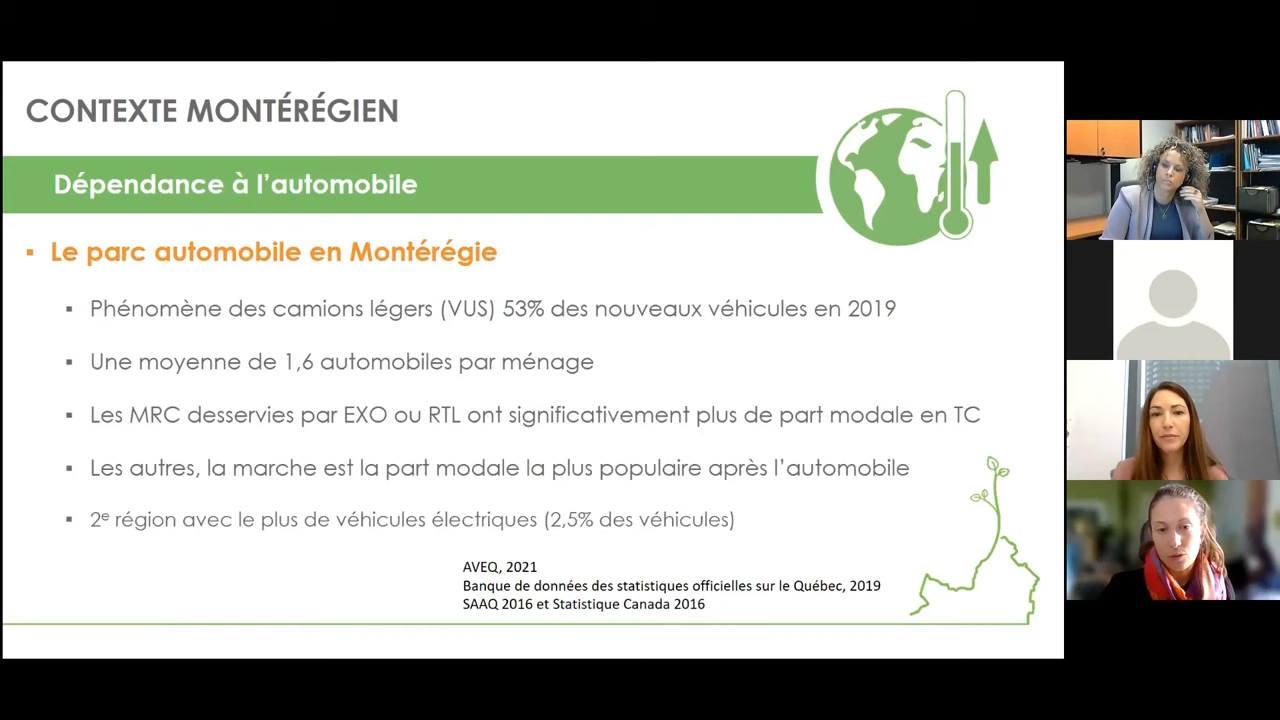 CONTEXTE MONTÉRÉGIEN
Dépendance à l'automobile
▪ Le parc automobile en Montérégie
▪ Phénomène des camions légers (VUS) 53% des nouveaux véhicules en 2019
▪ Une moyenne de 1,6 automobiles par ménage
▪ Les MRC desservies par EXO ou RTL ont significativement plus de part modale en TC
▪ Les autres, la marche est la part modale la plus populaire après l'automobile
▪ 2e région avec le plus de véhicules électriques (2,5% des véhicules)
AVEQ, 2021
Banque de données des statistiques officielles sur le Québec, 2019
SAAQ 2016 et Statistique Canada 2016